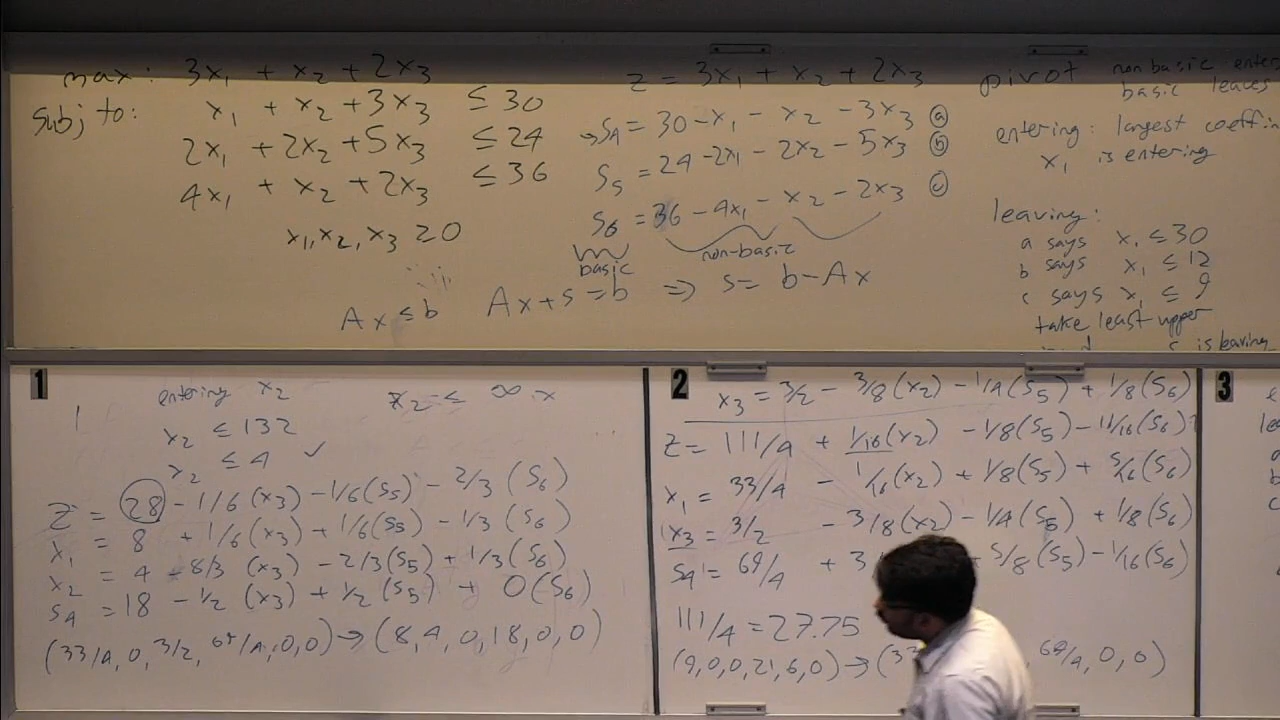 max: 3x₁ + x₂ + 2x₃
subj to: x₁ + x₂ + 3x₃ ≤ 30
2x₁ + 2x₂ + 5x₃ ≤ 24
4x₁ + x₂ + 2x₃ ≤ 36
x₁, x₂, x₃ ≥ 0
Ax ≤ b Ax + s = b ⇒ s = b - Ax
z = 3x₁ + x₂ + 2x₃
→ s₄ = 30 - x₁ - x₂ - 3x₃ ⓐ
s₅ = 24 - 2x₁ - 2x₂ - 5x₃ ⓑ
s₆ = 36 - 4x₁ - x₂ - 2x₃ ⓒ
basic non-basic
pivot non basic enter
basic leaves
entering: largest coeffi
x₁ is entering
leaving:
a says x₁ ≤ 30
b says x₁ ≤ 12
c says x₁ ≤ 9
take least upper
c is leaving
1
entering x₂ x₂ ≤ ∞ x
x₂ ≤ 132
x₂ ≤ 4 ✓
z = 28 - 1/6 (x₃) - 1/6 (s₅) - 2/3 (s₆)
x₁ = 8 + 1/6 (x₃) + 1/6 (s₅) - 1/3 (s₆)
x₂ = 4 - 8/3 (x₃) - 2/3 (s₅) + 1/3 (s₆)
s₄ = 18 - 1/2 (x₃) + 1/2 (s₅) + 0 (s₆)
(33/4, 0, 3/2, 69/4, 0, 0) → (8, 4, 0, 18, 0, 0)
2
x₃ = 3/2 - 3/8 (x₂) - 1/4 (s₅) + 1/8 (s₆)
z = 111/4 + 1/16 (x₂) - 1/8 (s₅) - 11/16 (s₆)
x₁ = 33/4 - 1/16 (x₂) + 1/8 (s₅) + 5/16 (s₆)
x₃ = 3/2 - 3/8 (x₂) - 1/4 (s₅) + 1/8 (s₆)
s₄ = 69/4 + 3 + 5/8 (s₅) - 1/16 (s₆)
111/4 = 27.75
(9, 0, 0, 21, 6, 0) → (33 , 69/4, 0, 0)
3